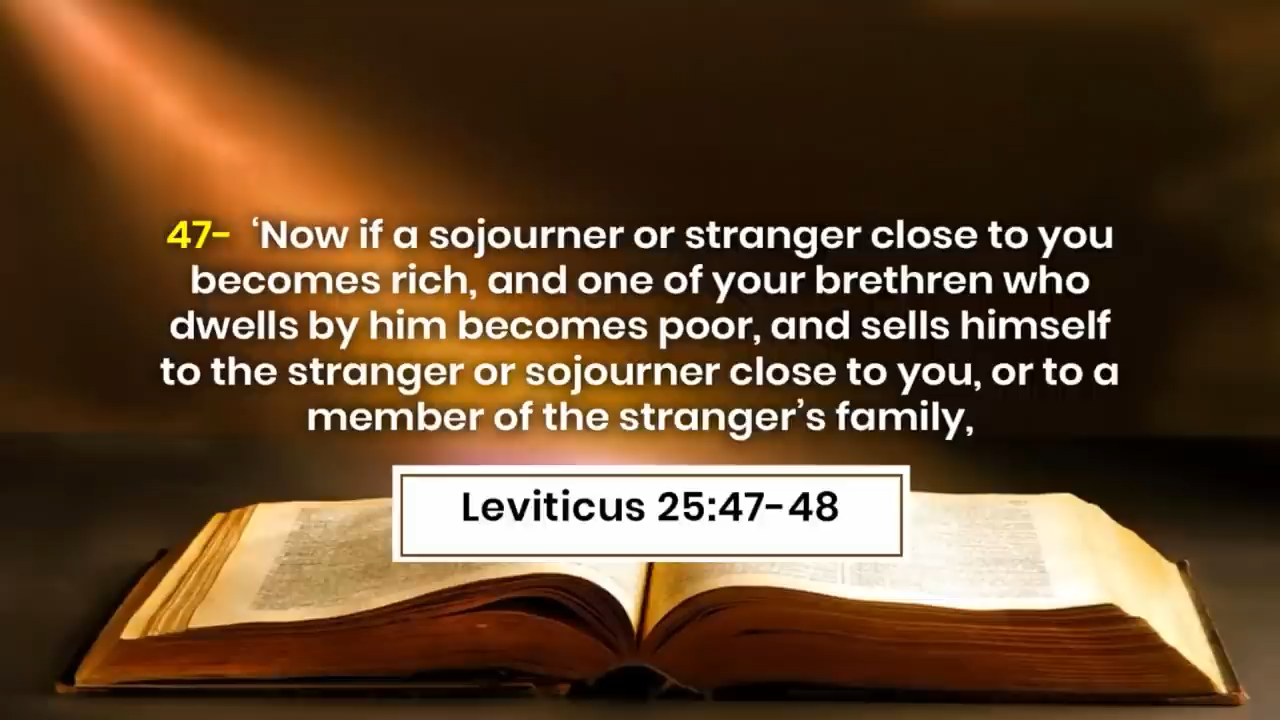 47- ‘Now if a sojourner or stranger close to you
becomes rich, and one of your brethren who
dwells by him becomes poor, and sells himself
to the stranger or sojourner close to you, or to a
member of the stranger’s family,
Leviticus 25:47-48